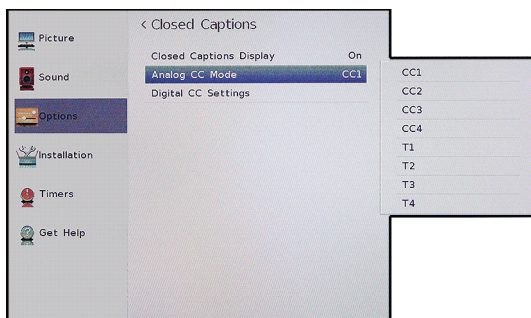 Picture
Sound
Options
Installation
Timers
Get Help
< Closed Captions
Closed Captions Display On
Analog CC Mode CC1
Digital CC Settings
CC1
CC2
CC3
CC4
T1
T2
T3
T4